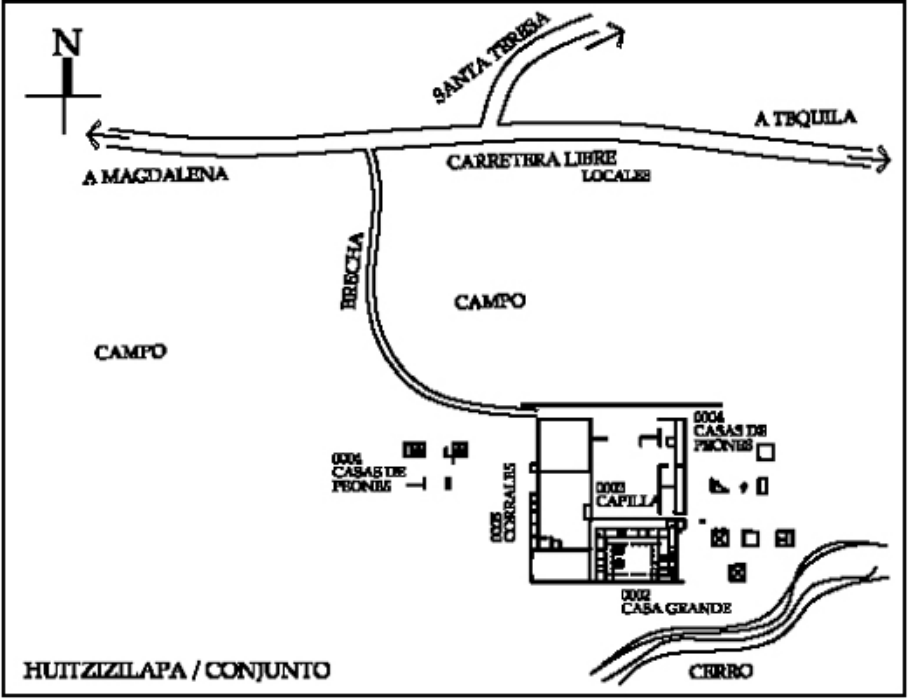 N
SANTA TERESA
A TEQUILA
A MAGDALENA
CARRETERA LIBRE
LOCALES
BRECHA
CAMPO
CAMPO
0004
CASAS DE
PEONES
0004
CASAS DE
PEONES
0003
CAPILLA
0005
CORRALES
0002
CASA GRANDE
HUITZIZILAPA / CONJUNTO
CERRO